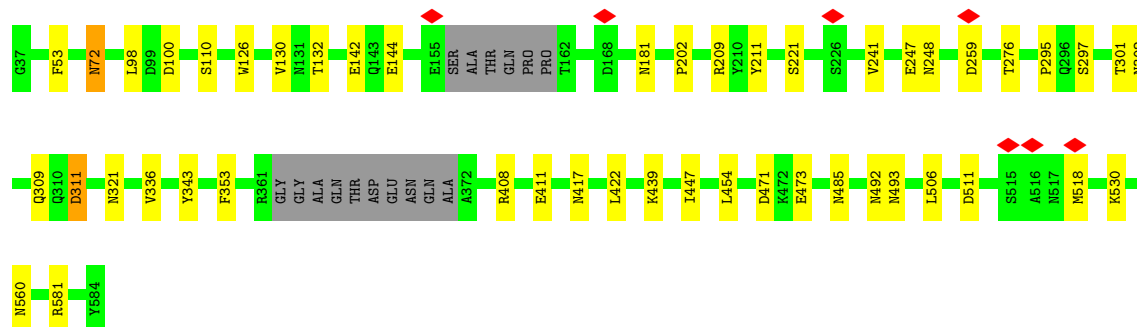 G37 F53 N72 L98 D99 D100 S110 W126 V130 N131 T132 E142 Q143 E144 E155 SER ALA THR GLN PRO PRO T162 D168 N181 P202 R209 Y210 Y211 S221 S226 V241 E247 N248 D259 T276 P295 Q296 S297 T301
Q309 Q310 D311 N321 V336 Y343 F353 R361 GLY GLY ALA GLN THR ASP GLU ASN GLN ALA A372 R408 E411 N417 L422 K439 I447 L454 D471 K472 E473 N485 N492 N493 L506 D511 S515 A516 N517 M518 K530
N560 R581 Y584